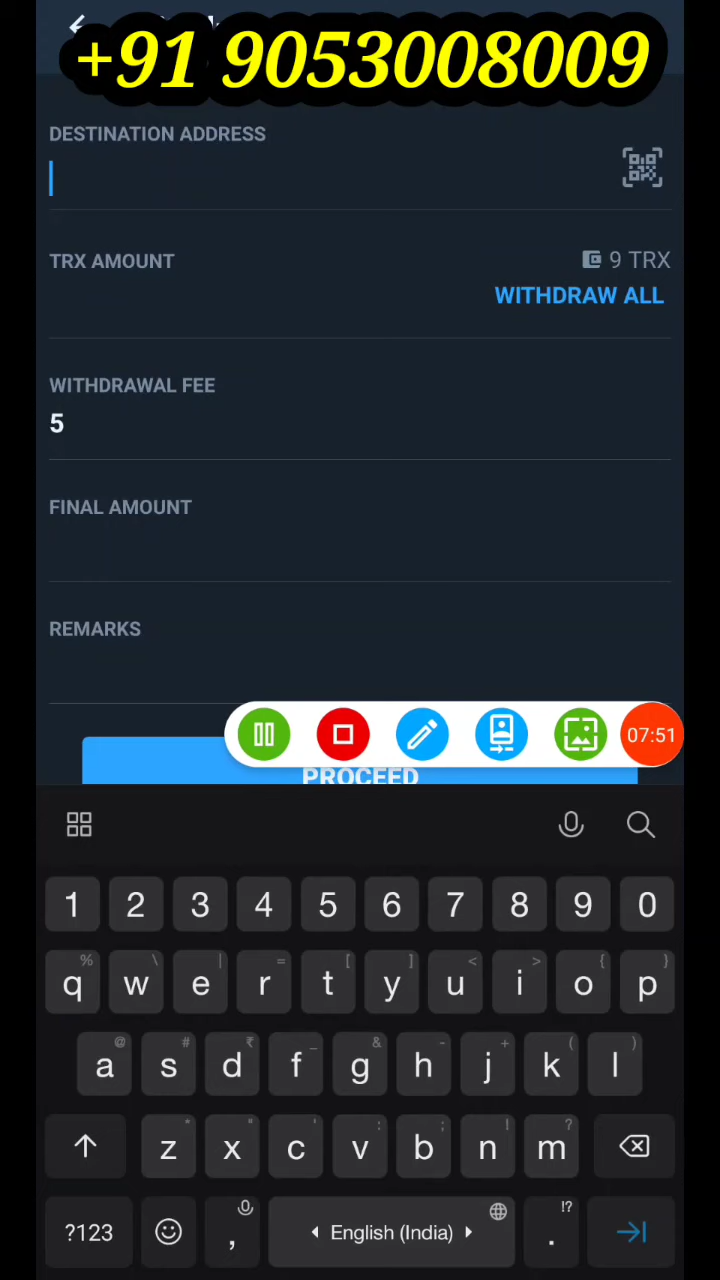 +91 9053008009
DESTINATION ADDRESS
TRX AMOUNT
9 TRX
WITHDRAW ALL
WITHDRAWAL FEE
5
FINAL AMOUNT
REMARKS
07:51
PROCEED
1 2 3 4 5 6 7 8 9 0
% \ | = [ ] < > { }
q w e r t y u i o p
@ # ₹ _ & - + ( )
a s d f g h j k l
* " ' : ; ! ?
z x c v b n m
!?
?123 , English (India) .